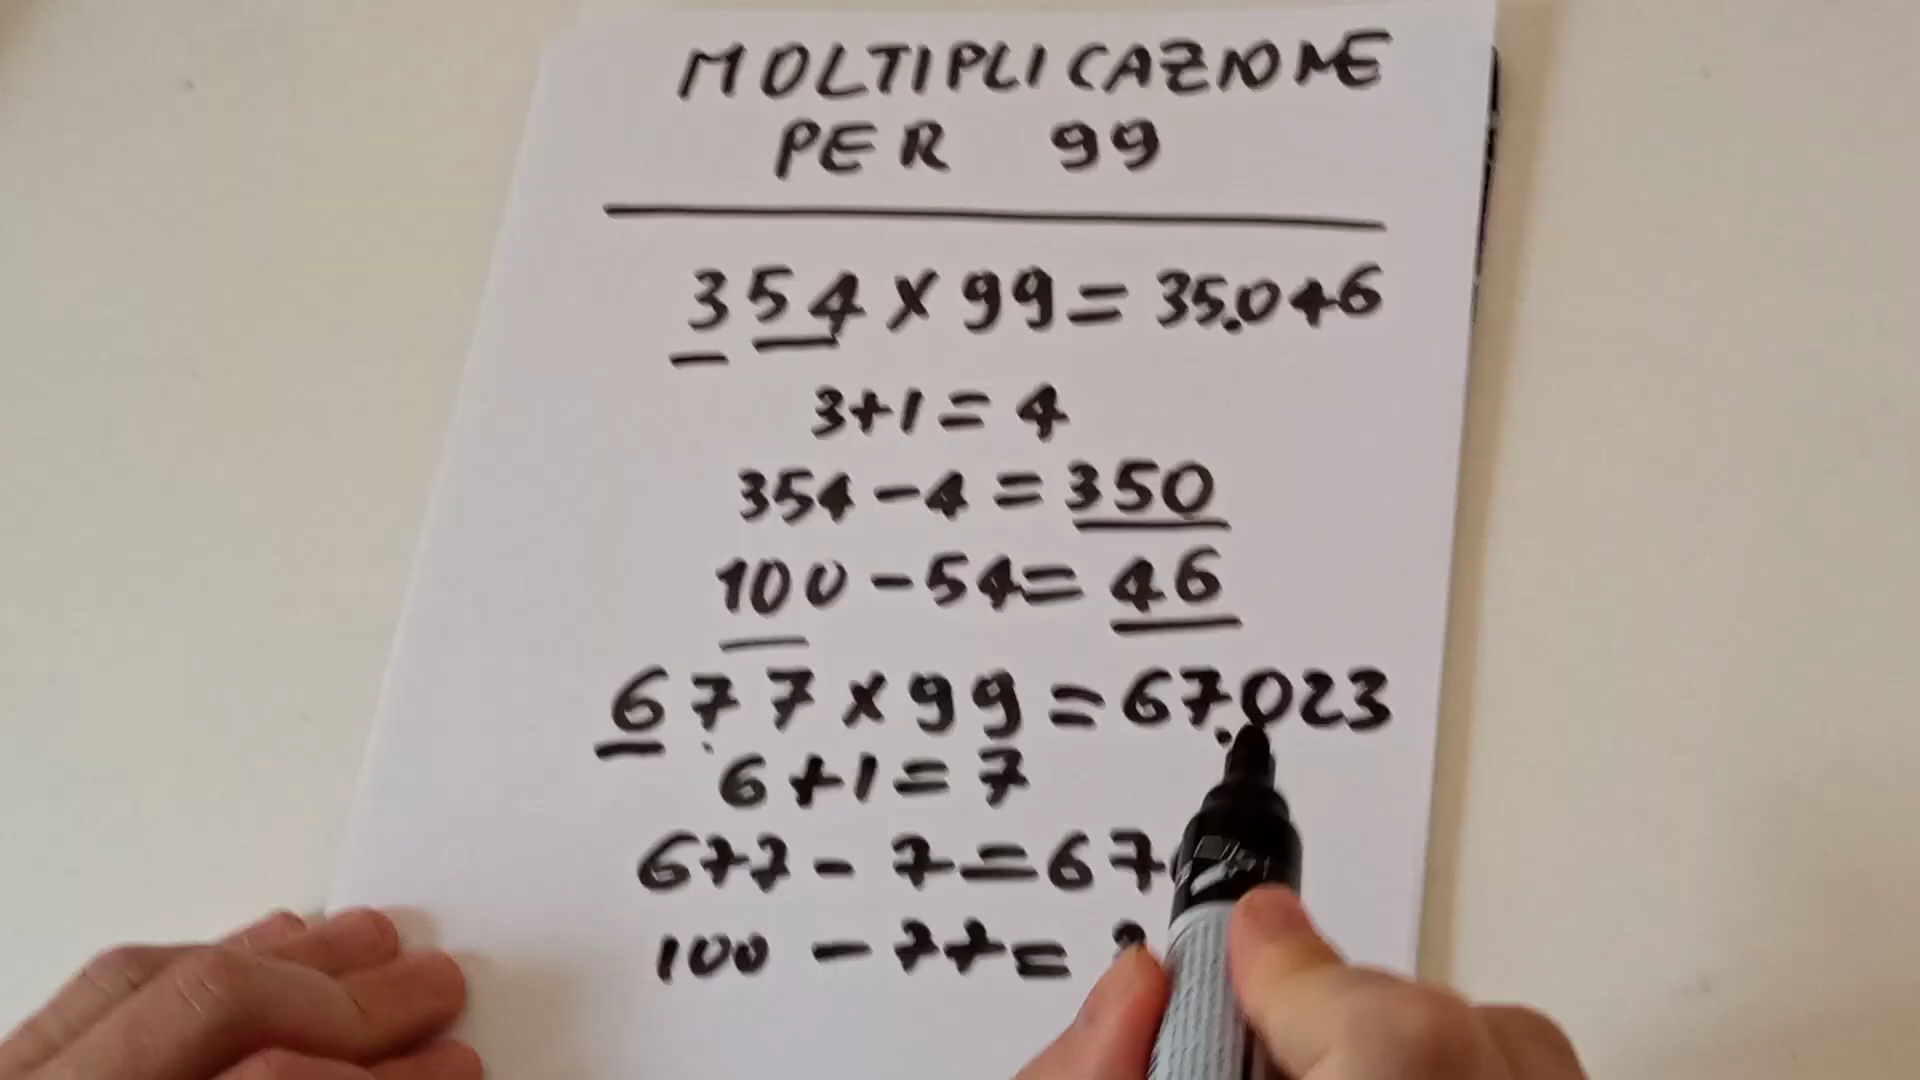 MOLTIPLICAZIONE
PER 99
354 x 99 = 35.046
3+1 = 4
354 - 4 = 350
100 - 54 = 46
677 x 99 = 67.023
6+1 = 7
677 - 7 = 67
100 - 77 =